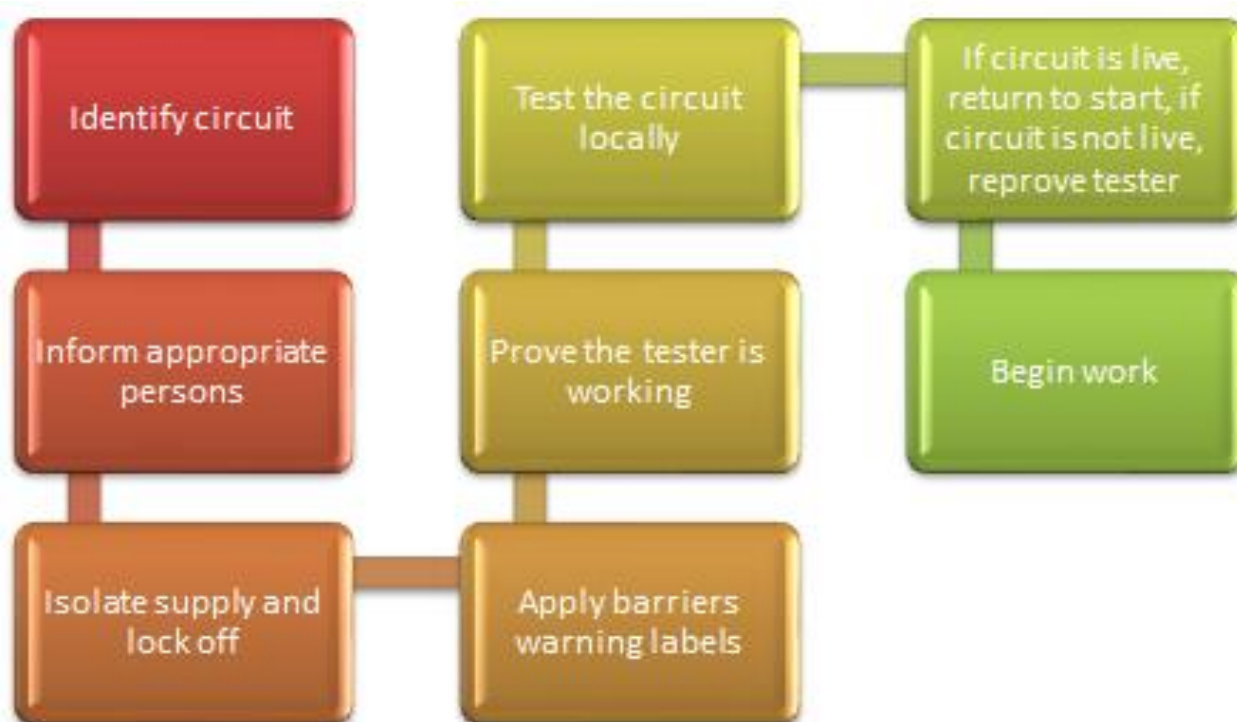 Identify circuit
Inform appropriate
persons
Isolate supply and
lock off
Apply barriers
warning labels
Prove the tester is
working
Test the circuit
locally
If circuit is live,
return to start, if
circuit is not live,
reprove tester
Begin work